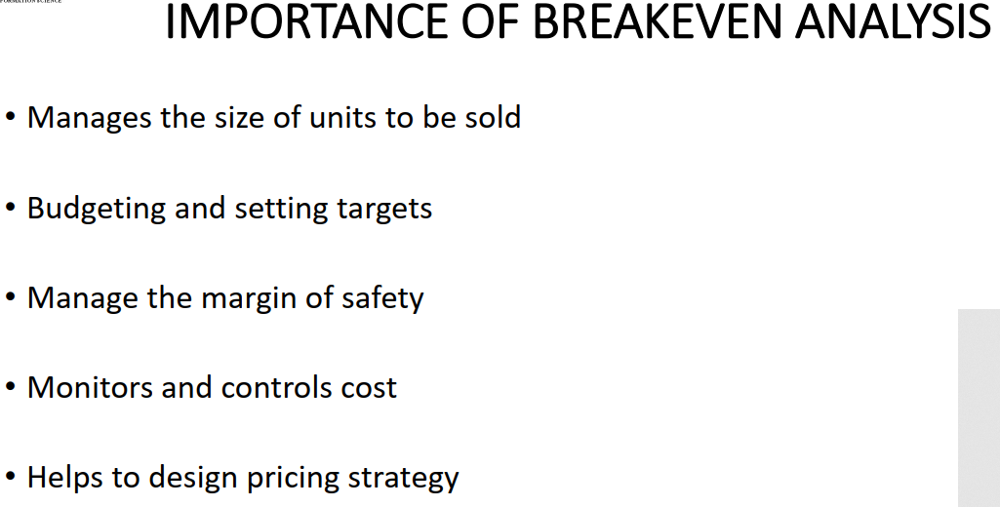 FORMATION SCIENCE
IMPORTANCE OF BREAKEVEN ANALYSIS
• Manages the size of units to be sold
• Budgeting and setting targets
• Manage the margin of safety
• Monitors and controls cost
• Helps to design pricing strategy